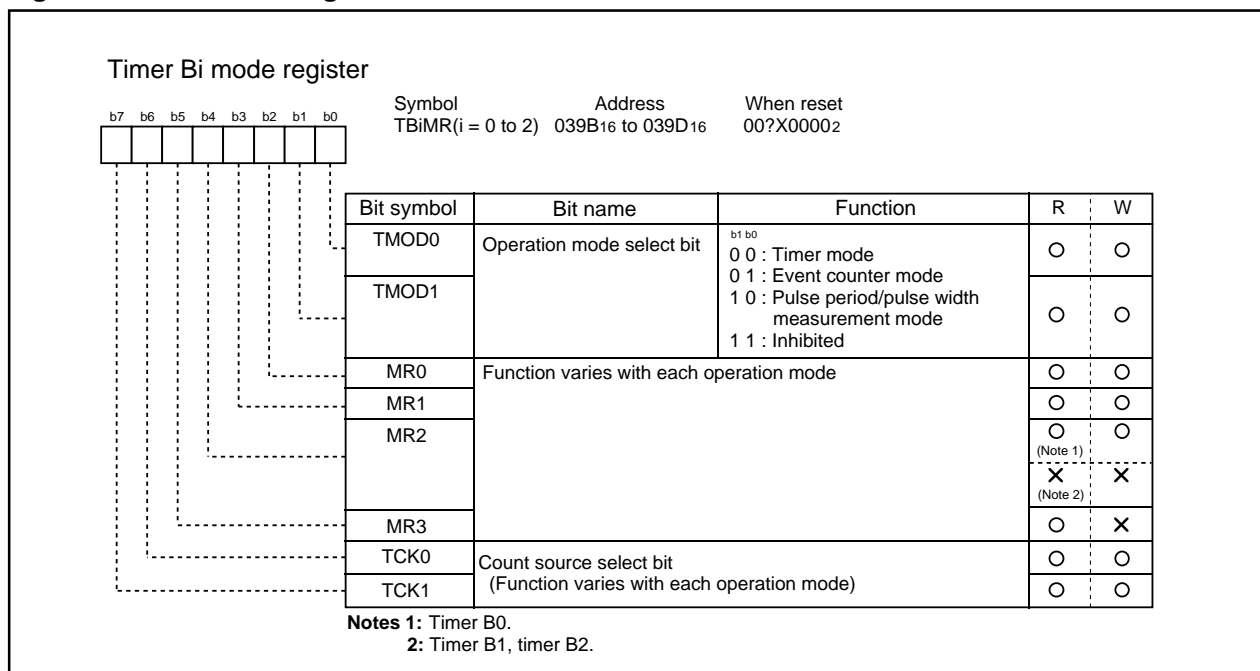 Timer Bi mode register
Symbol Address When reset
TBiMR(i = 0 to 2) 039B16 to 039D16 00?X00002
b7 b6 b5 b4 b3 b2 b1 b0
Bit symbol Bit name Function R W
TMOD0 Operation mode select bit b1 b0
0 0 : Timer mode
0 1 : Event counter mode
TMOD1
1 0 : Pulse period/pulse width
measurement mode
1 1 : Inhibited
MR0 Function varies with each operation mode
MR1
MR2
(Note 1)
(Note 2)
MR3
TCK0 Count source select bit
(Function varies with each operation mode)
TCK1
Notes 1: Timer B0.
2: Timer B1, timer B2.